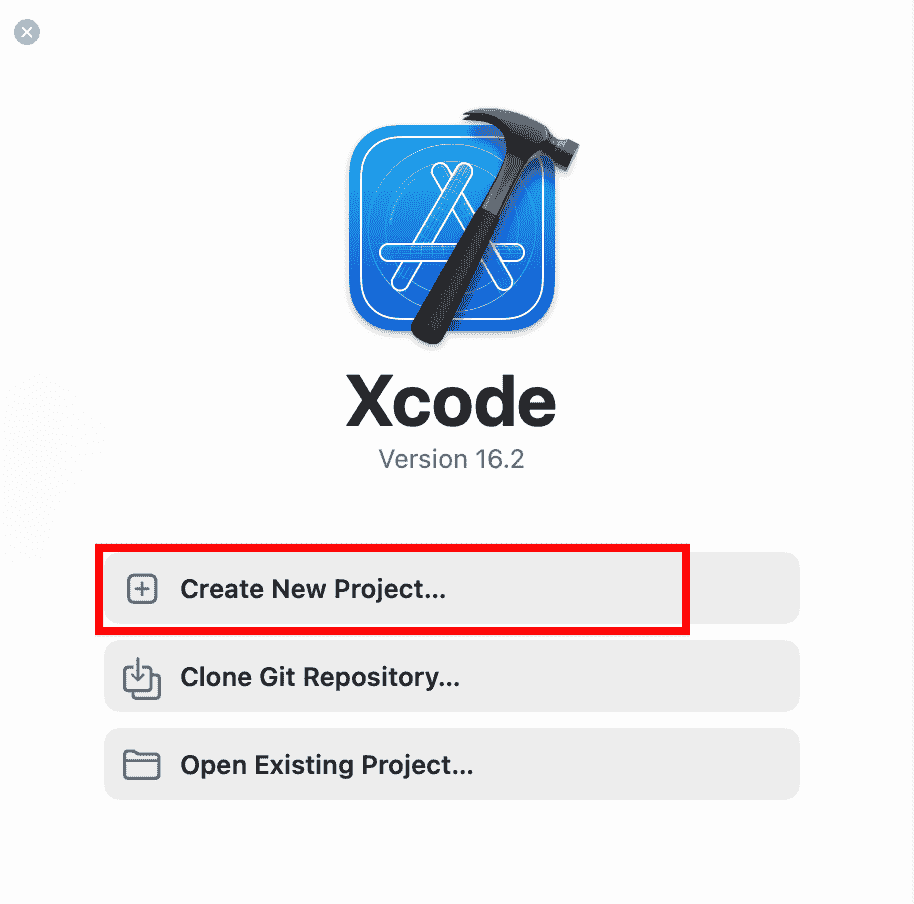 Xcode
Version 16.2
Create New Project...
Clone Git Repository...
Open Existing Project...